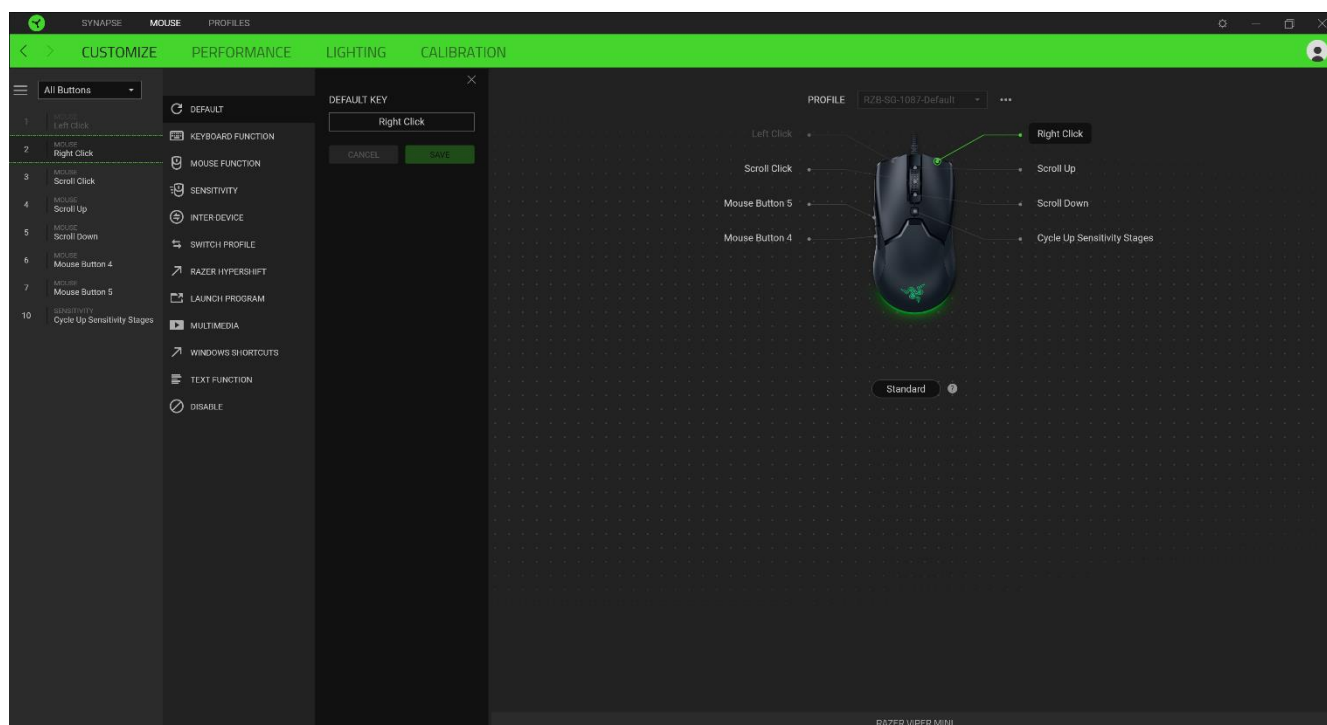 SYNAPSE MOUSE PROFILES
CUSTOMIZE PERFORMANCE LIGHTING CALIBRATION
All Buttons
1 MOUSE
Left Click
2 MOUSE
Right Click
3 MOUSE
Scroll Click
4 MOUSE
Scroll Up
5 MOUSE
Scroll Down
6 MOUSE
Mouse Button 4
7 MOUSE
Mouse Button 5
10 SENSITIVITY
Cycle Up Sensitivity Stages
DEFAULT
KEYBOARD FUNCTION
MOUSE FUNCTION
SENSITIVITY
INTER-DEVICE
SWITCH PROFILE
RAZER HYPERSHIFT
LAUNCH PROGRAM
MULTIMEDIA
WINDOWS SHORTCUTS
TEXT FUNCTION
DISABLE
DEFAULT KEY
Right Click
CANCEL SAVE
PROFILE RZB-SG-1087-Default
Left Click Right Click
Scroll Click Scroll Up
Mouse Button 5 Scroll Down
Mouse Button 4 Cycle Up Sensitivity Stages
Standard ?
RAZER VIPER MINI